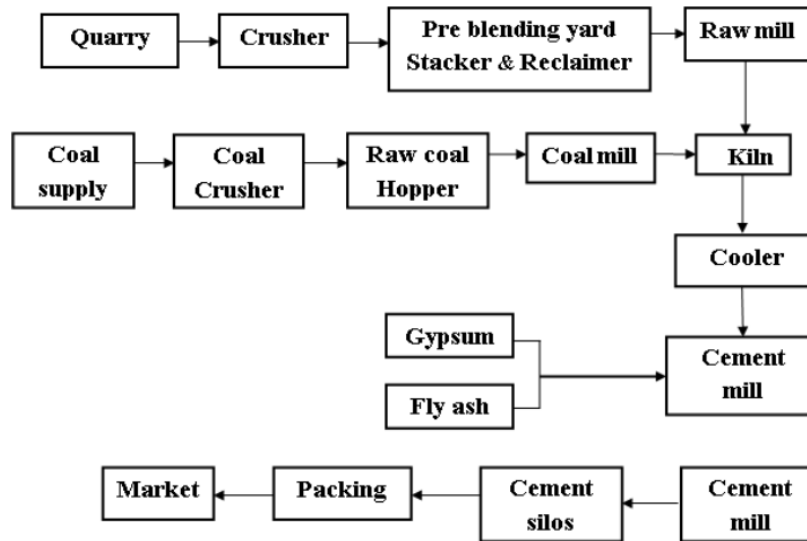 Quarry
Crusher
Pre blending yard
Stacker & Reclaimer
Raw mill
Coal
supply
Coal
Crusher
Raw coal
Hopper
Coal mill
Kiln
Cooler
Gypsum
Fly ash
Cement
mill
Market
Packing
Cement
silos
Cement
mill